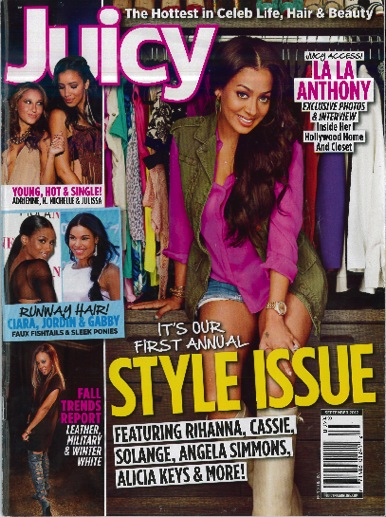 The Hottest in Celeb Life, Hair & Beauty
Juicy
JUICY ACCESS!
LA LA
ANTHONY
EXCLUSIVE PHOTOS
& INTERVIEW
Inside Her
Hollywood Home
And Closet
YOUNG, HOT & SINGLE!
ADRIENNE, K. MICHELLE & JULISSA
RUNWAY HAIR!
CIARA, JORDIN & GABBY
FAUX FISHTAILS & SLEEK PONIES
IT'S OUR
FIRST ANNUAL
STYLE ISSUE
FALL
TRENDS
REPORT
LEATHER,
MILITARY
& WINTER
WHITE
FEATURING RIHANNA, CASSIE,
SOLANGE, ANGELA SIMMONS,
ALICIA KEYS & MORE!
SEPTEMBER 2012